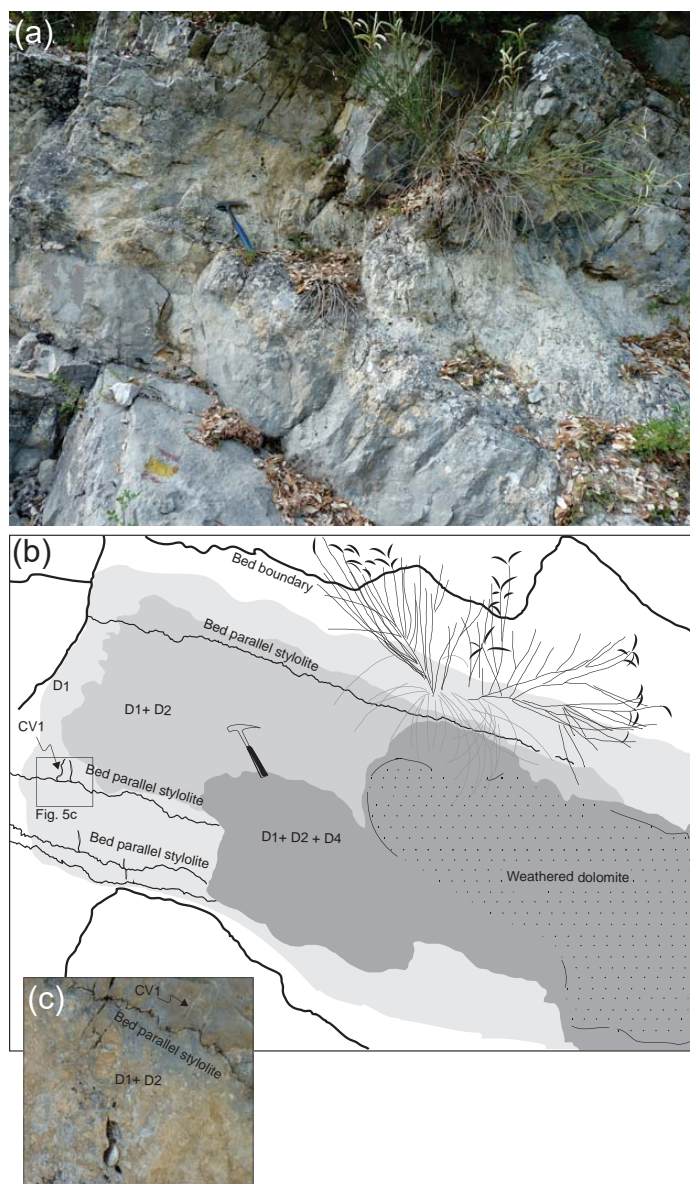 (a)
(b)
Bed boundary
Bed parallel stylolite
D1
D1+ D2
CV1
Bed parallel stylolite
Fig. 5c
D1+ D2 + D4
Bed parallel stylolite
Weathered dolomite
(c)
CV1
Bed parallel stylolite
D1+ D2